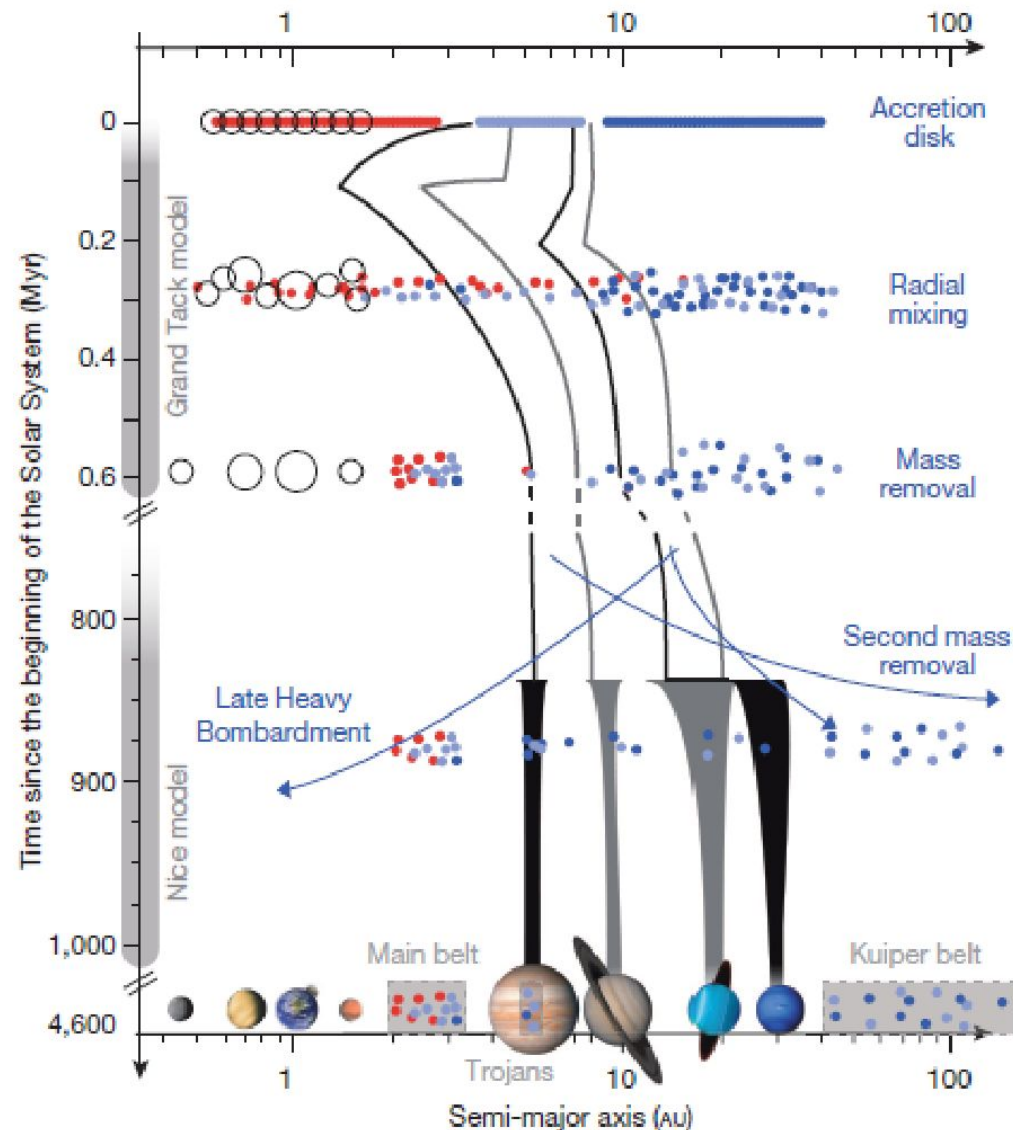 1 10 100
0
Accretion
disk
0.2
Grand Tack model
Radial
mixing
0.4
Mass
removal
0.6
Time since the beginning of the Solar System (Myr)
800
Second mass
removal
Late Heavy
Bombardment
900
Nice model
1,000
Main belt
Kuiper belt
4,600
Trojans
1 10 100
Semi-major axis (AU)